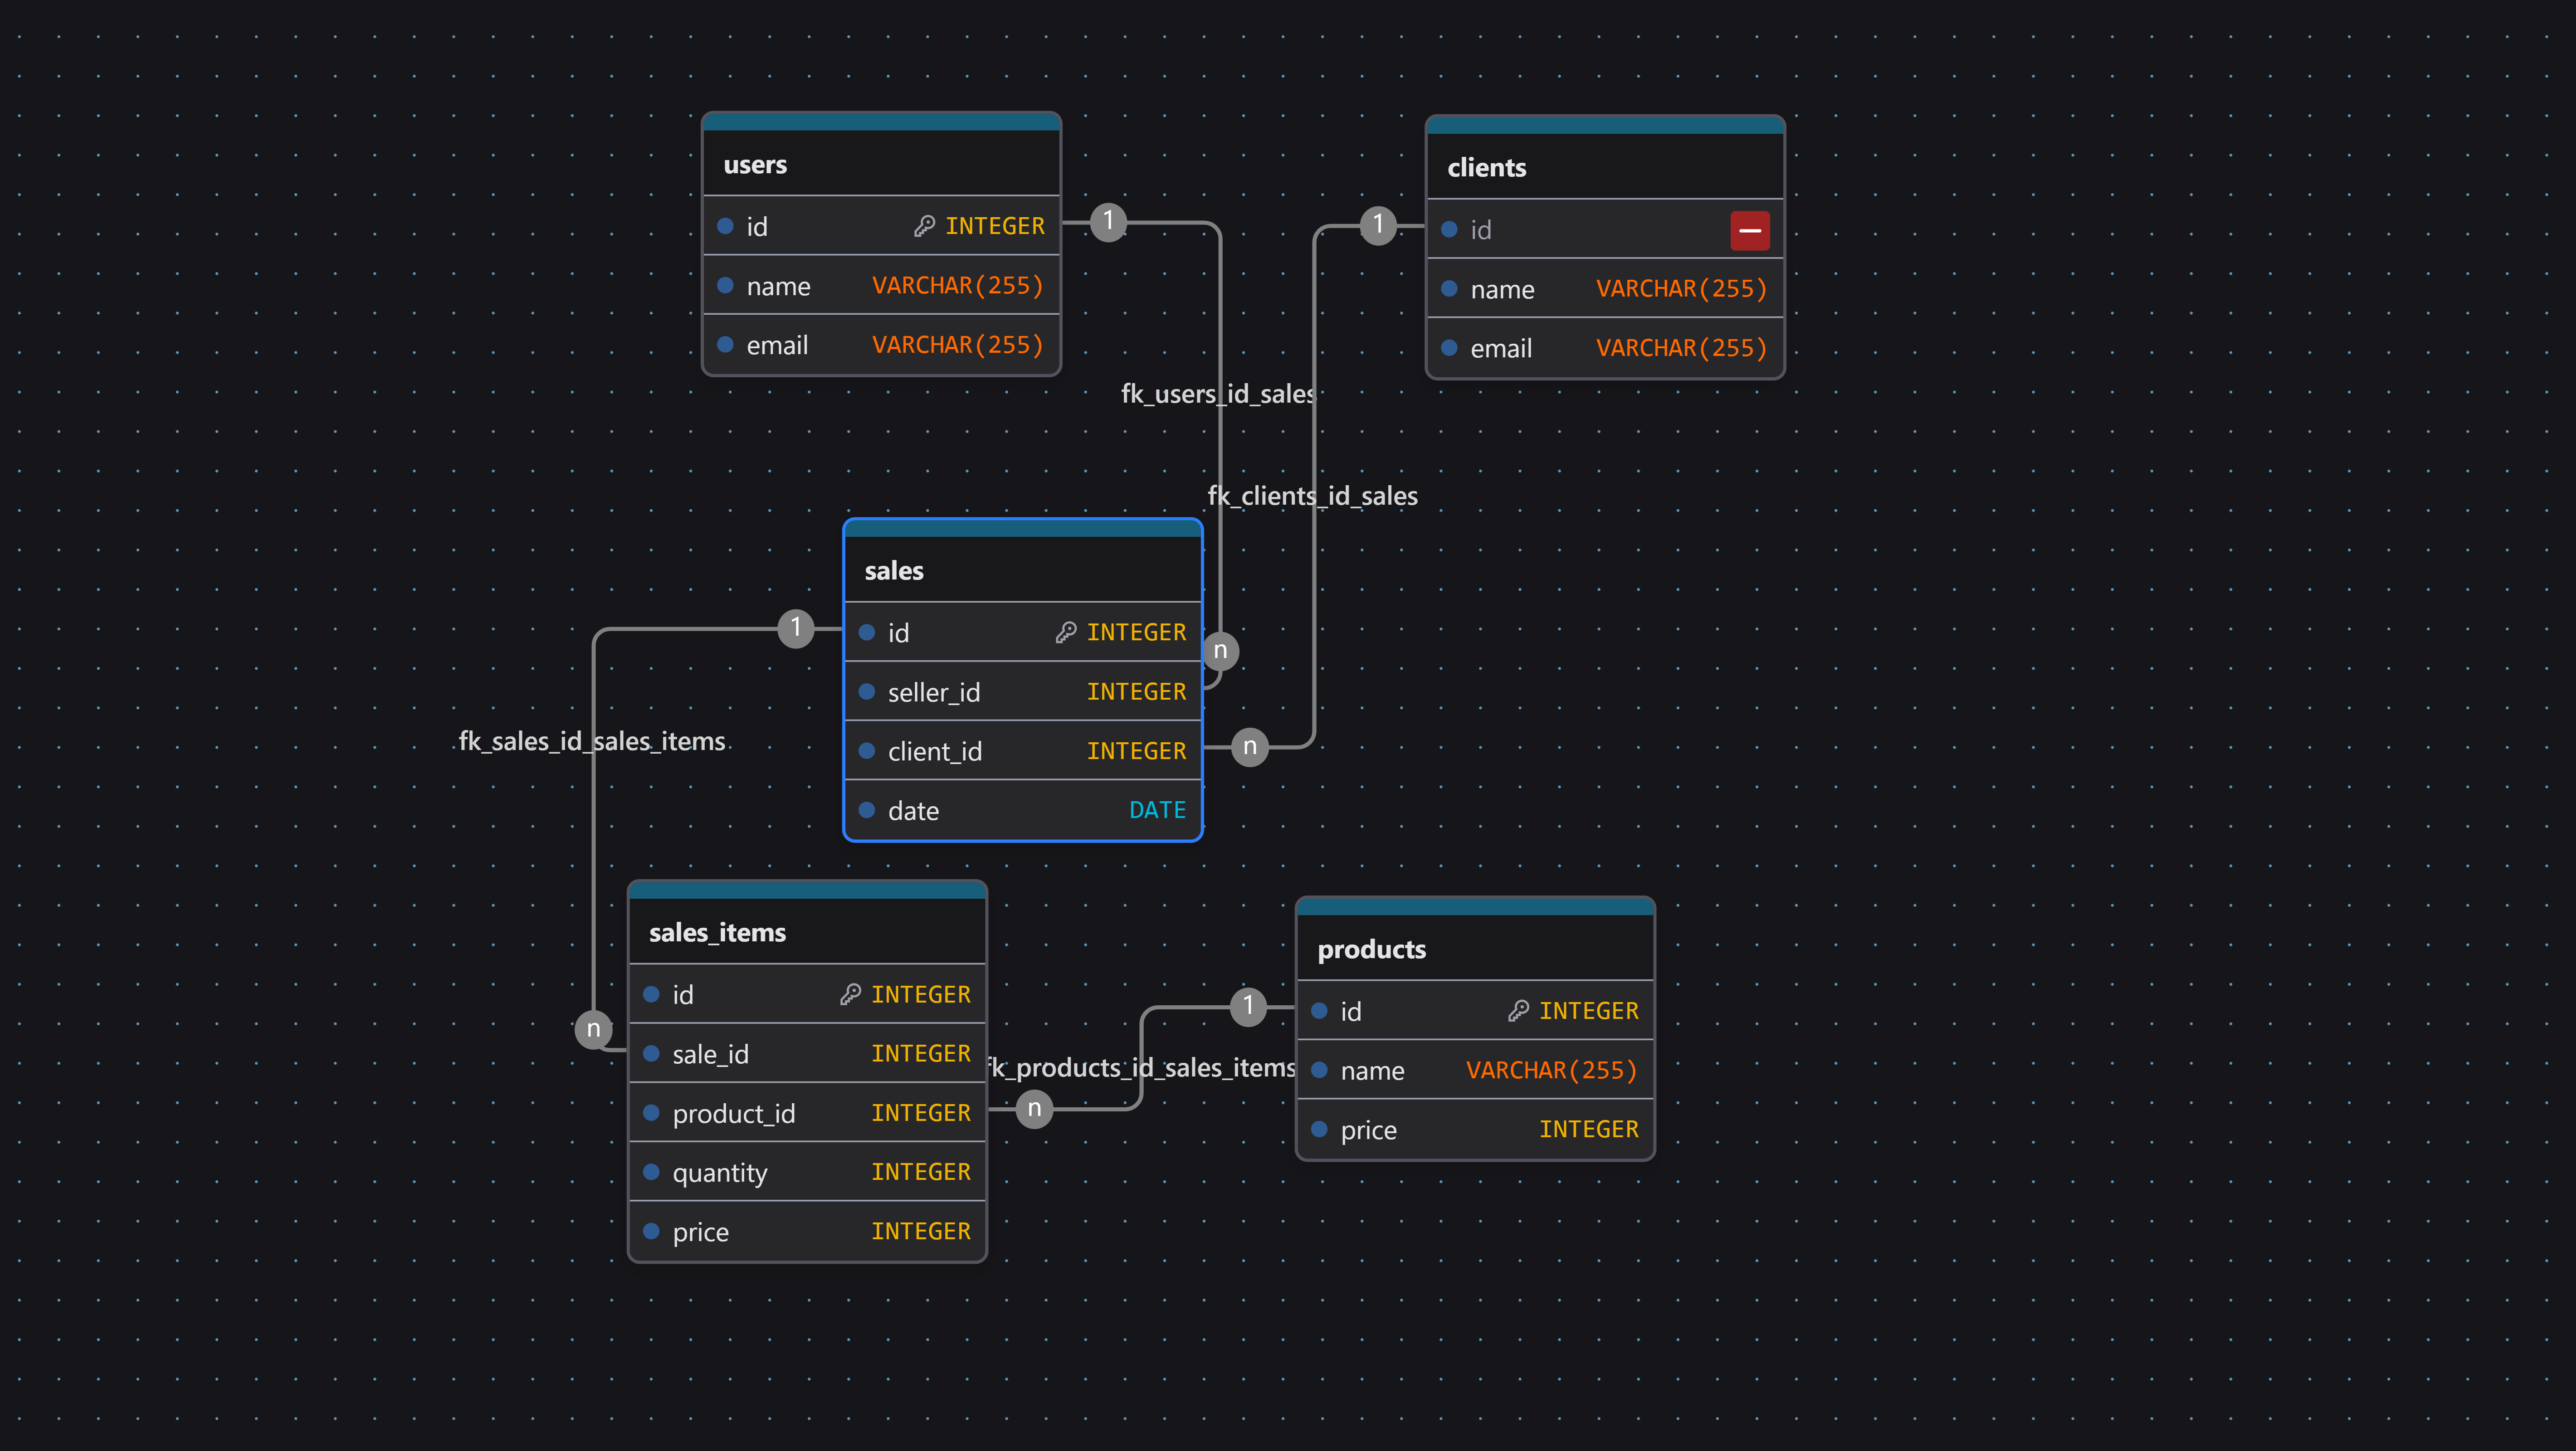 users
id INTEGER
name VARCHAR(255)
email VARCHAR(255)
1
1
clients
id
name VARCHAR(255)
email VARCHAR(255)
fk_users_id_sales
fk_clients_id_sales
sales
id INTEGER
seller_id INTEGER
client_id INTEGER
date DATE
1
n
n
fk_sales_id_sales_items
n
sales_items
id INTEGER
sale_id INTEGER
product_id INTEGER
quantity INTEGER
price INTEGER
fk_products_id_sales_items
1
n
products
id INTEGER
name VARCHAR(255)
price INTEGER